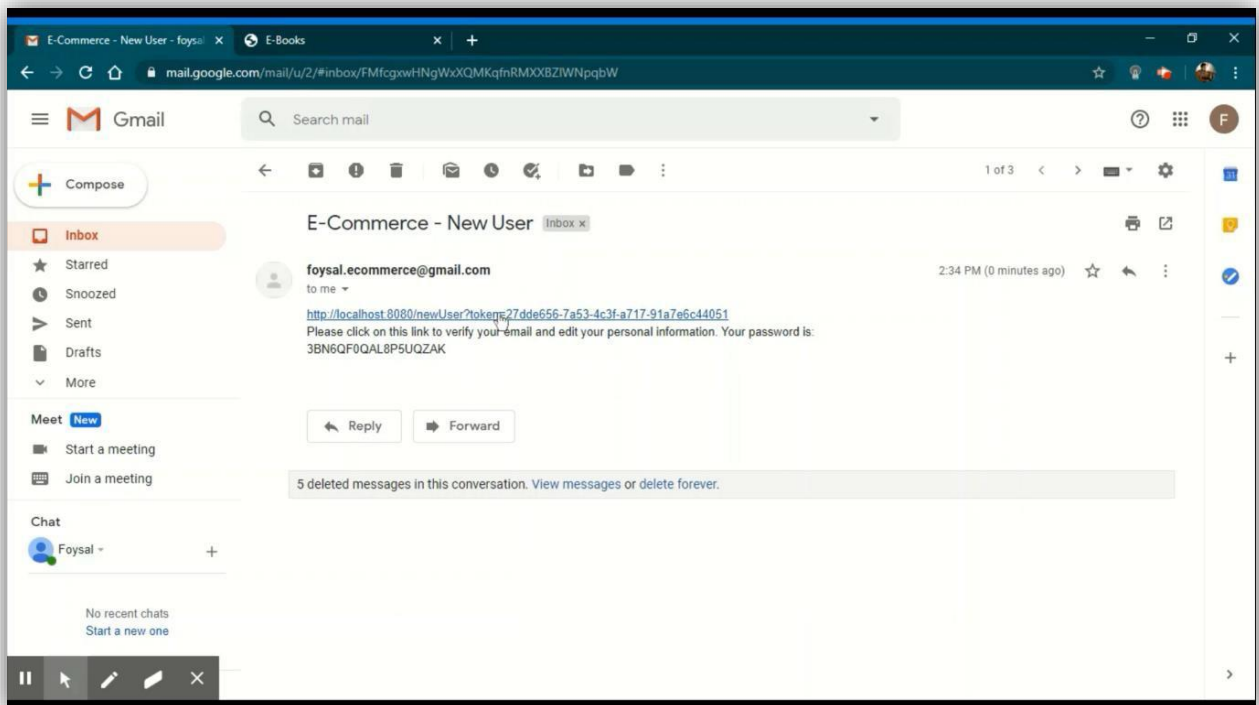 E-Commerce - New User - foysal
E-Books
mail.google.com/mail/u/2/#inbox/FMfcgxwHNgWxXQMKqfnRMXXBZlWNpqbW
Gmail
Search mail
F
Compose
1 of 3
31
E-Commerce - New User Inbox x
Inbox
Starred
foysal.ecommerce@gmail.com
2:34 PM (0 minutes ago)
to me
Snoozed
http://localhost:8080/newUser?token=27dde656-7a53-4c3f-a717-91a7e6c44051
Sent
Please click on this link to verify your email and edit your personal information. Your password is:
3BN6QF0QAL8P5UQZAK
Drafts
More
Meet New
Reply
Forward
Start a meeting
Join a meeting
5 deleted messages in this conversation. View messages or delete forever.
Chat
Foysal
No recent chats
Start a new one